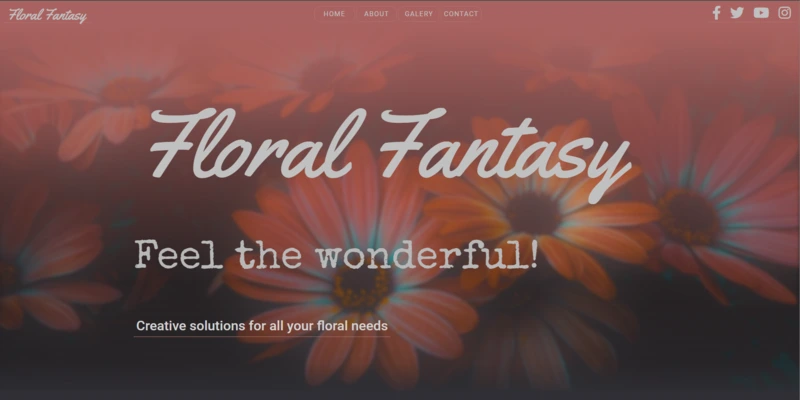 Floral Fantasy
HOME ABOUT GALERY CONTACT
Floral Fantasy
Feel the wonderful!
Creative solutions for all your floral needs